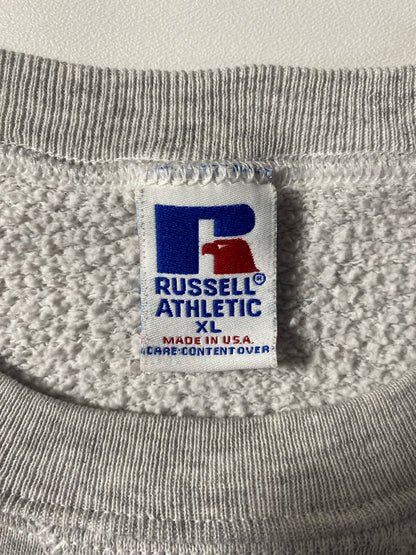 RUSSELL®
ATHLETIC
XL
MADE IN U.S.A.
CARE·CONTENT OVER